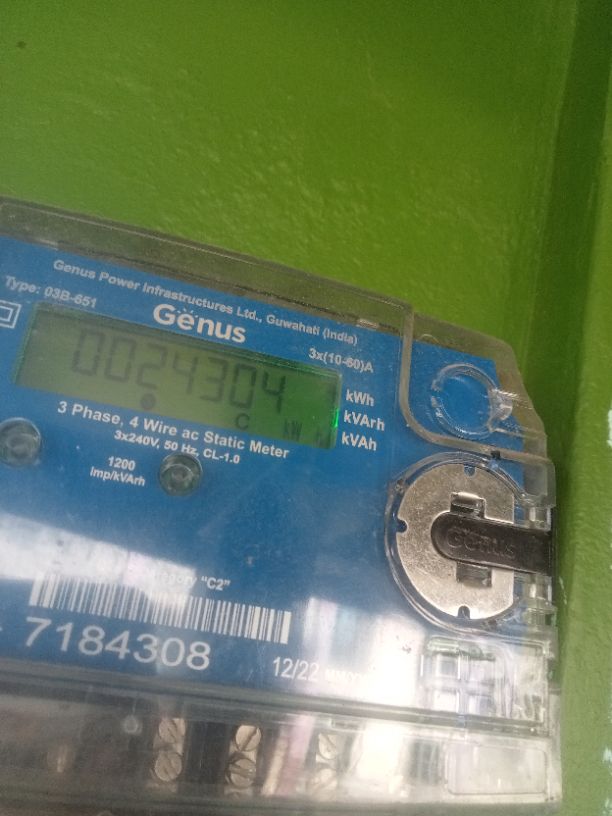 Genus Power Infrastructures Ltd., Guwahati (India)
Type: 03B-651
Genus
3x(10-60)A
0024304
C
kW h
kWh
kVArh
kVAh
3 Phase, 4 Wire ac Static Meter
3x240V, 50 Hz, CL-1.0
1200
Imp/kVArh
"C2"
7184308
12/22
Genus